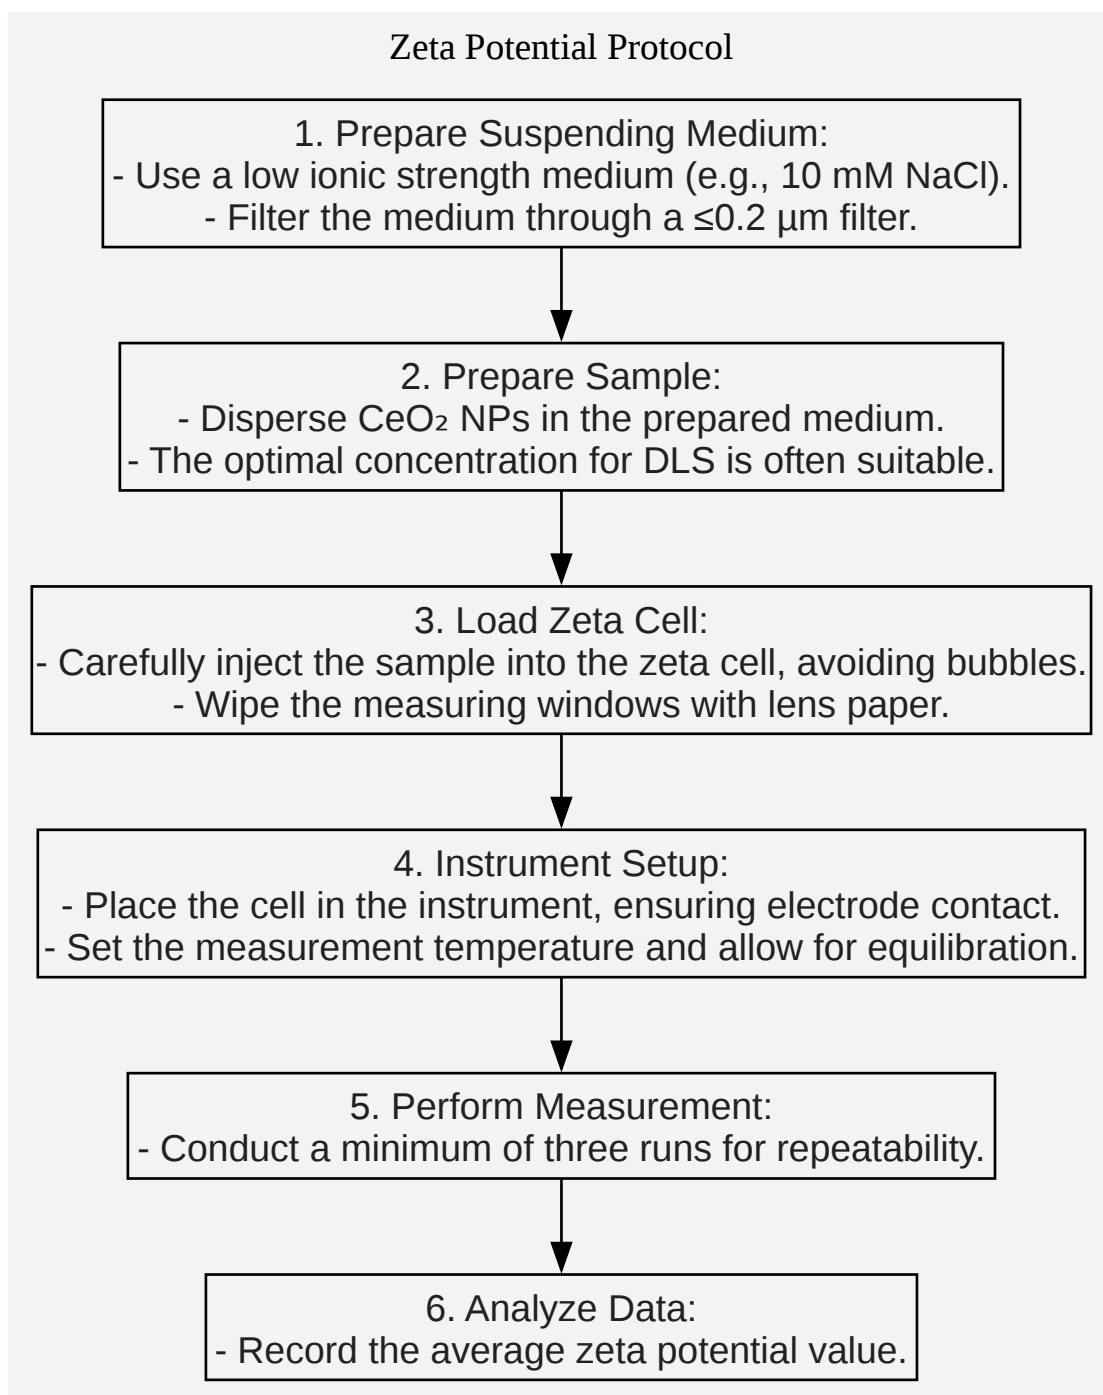 Zeta Potential Protocol
1. Prepare Suspending Medium:
- Use a low ionic strength medium (e.g., 10 mM NaCl).
- Filter the medium through a ≤0.2 µm filter.
2. Prepare Sample:
- Disperse CeO₂ NPs in the prepared medium.
- The optimal concentration for DLS is often suitable.
3. Load Zeta Cell:
- Carefully inject the sample into the zeta cell, avoiding bubbles.
- Wipe the measuring windows with lens paper.
4. Instrument Setup:
- Place the cell in the instrument, ensuring electrode contact.
- Set the measurement temperature and allow for equilibration.
5. Perform Measurement:
- Conduct a minimum of three runs for repeatability.
6. Analyze Data:
- Record the average zeta potential value.